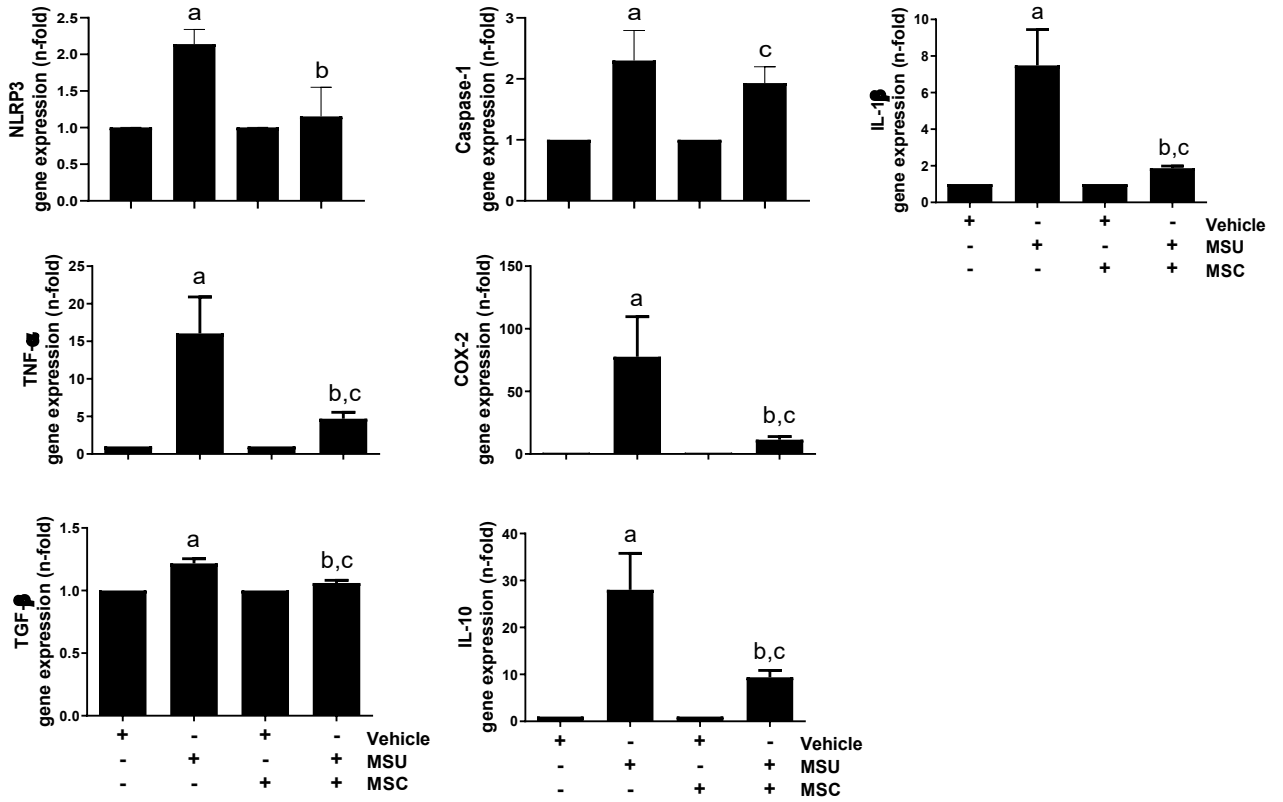 NLRP3
gene expression (n-fold)
2.5
2.0
1.5
1.0
0.5
0.0
a
b
Caspase-1
gene expression (n-fold)
3
2
1
0
a
c
IL-1β
gene expression (n-fold)
10
8
6
4
2
0
a
b,c
+ - + - Vehicle
- + - + MSU
- - + + MSC
TNF-α
gene expression (n-fold)
25
20
15
10
5
0
a
b,c
COX-2
gene expression (n-fold)
150
100
50
0
a
b,c
TGF-β
gene expression (n-fold)
1.5
1.0
0.5
0.0
a
b,c
+ - + - Vehicle
- + - + MSU
- - + + MSC
IL-10
gene expression (n-fold)
40
30
20
10
0
a
b,c
+ - + - Vehicle
- + - + MSU
- - + + MSC